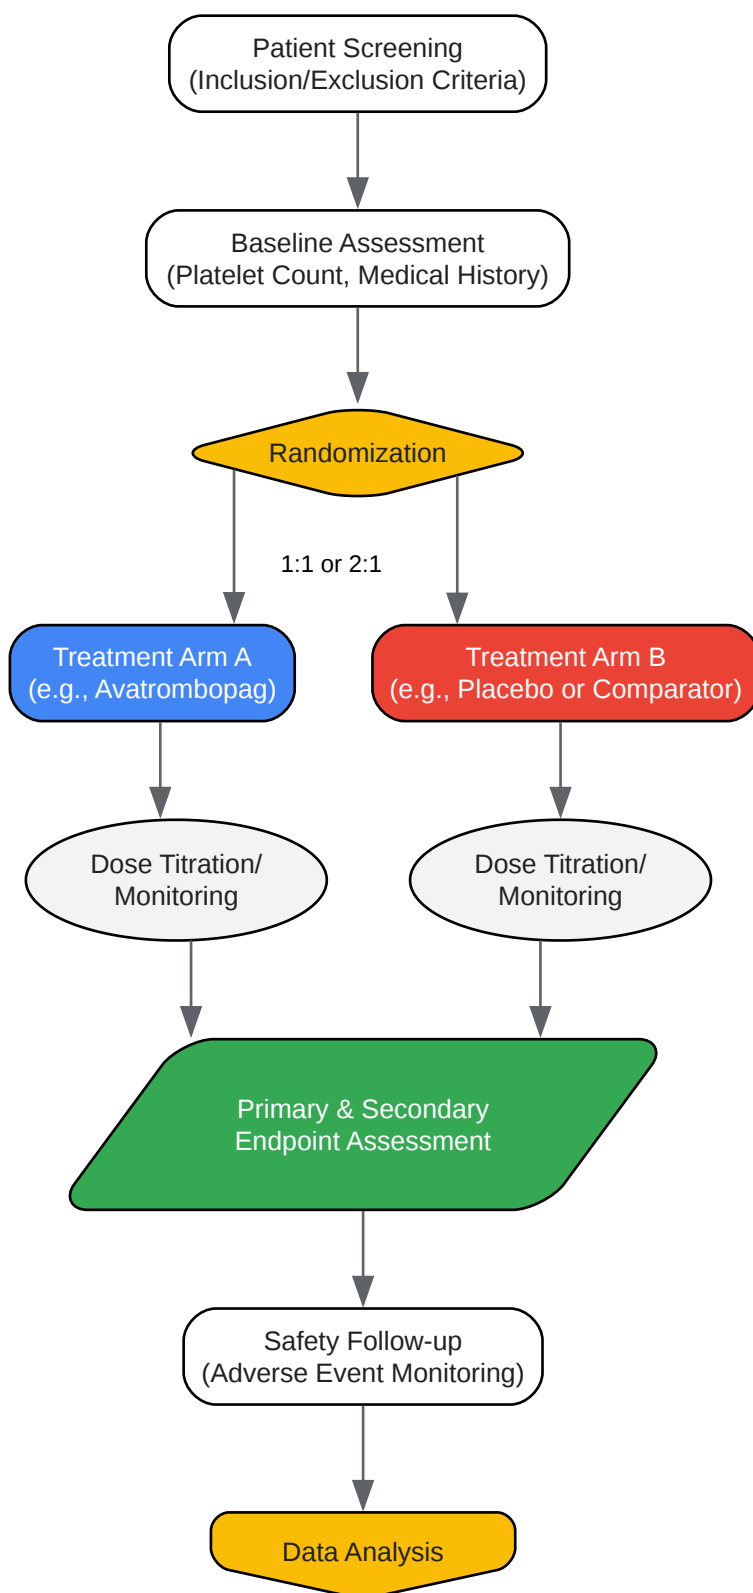 Patient Screening
(Inclusion/Exclusion Criteria)
Baseline Assessment
(Platelet Count, Medical History)
Randomization
1:1 or 2:1
Treatment Arm A
(e.g., Avatrombopag)
Treatment Arm B
(e.g., Placebo or Comparator)
Dose Titration/
Monitoring
Dose Titration/
Monitoring
Primary & Secondary
Endpoint Assessment
Safety Follow-up
(Adverse Event Monitoring)
Data Analysis